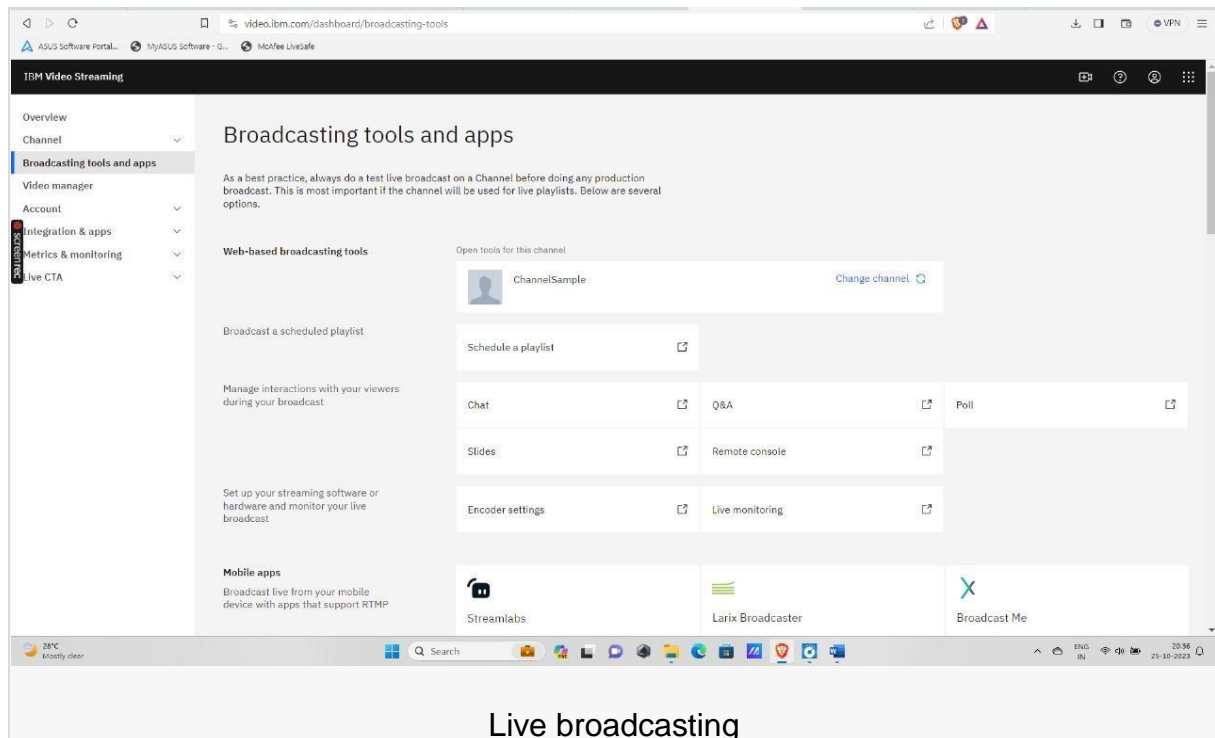 video.ibm.com/dashboard/broadcasting-tools
VPN
ASUS Software Portal...
MyASUS Software - G...
McAfee LiveSafe
IBM Video Streaming
Overview
Channel
Broadcasting tools and apps
Video manager
Account
Integration & apps
Metrics & monitoring
Live CTA
screenrec
Broadcasting tools and apps
As a best practice, always do a test live broadcast on a Channel before doing any production
broadcast. This is most important if the channel will be used for live playlists. Below are several
options.
Web-based broadcasting tools
Open tools for this channel
ChannelSample
Change channel
Broadcast a scheduled playlist
Schedule a playlist
Manage interactions with your viewers
during your broadcast
Chat
Q&A
Poll
Slides
Remote console
Set up your streaming software or
hardware and monitor your live
broadcast
Encoder settings
Live monitoring
Mobile apps
Broadcast live from your mobile
device with apps that support RTMP
Streamlabs
Larix Broadcaster
Broadcast Me
28°C
Mostly clear
Search
ENG
IN
20:36
25-10-2023
Live broadcasting